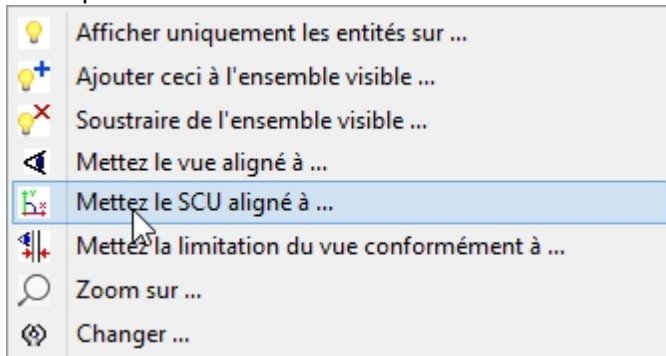 Afficher uniquement les entités sur ...
Ajouter ceci à l'ensemble visible ...
Soustraire de l'ensemble visible ...
Mettez le vue aligné à ...
Mettez le SCU aligné à ...
Mettez la limitation du vue conformément à ...
Zoom sur ...
Changer ...